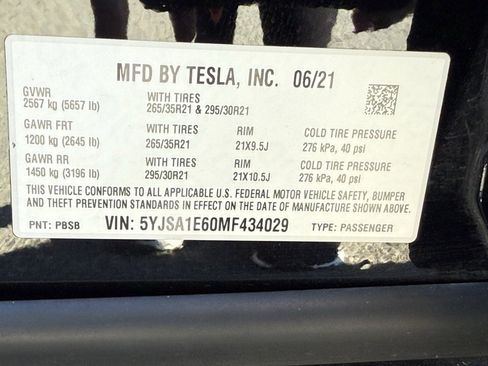 MFD BY TESLA, INC. 06/21
GVWR
2567 kg (5657 lb)
WITH TIRES
265/35R21 & 295/30R21
GAWR FRT
1200 kg (2645 lb)
WITH TIRES
265/35R21
RIM
21X9.5J
COLD TIRE PRESSURE
276 kPa, 40 psi
GAWR RR
1450 kg (3196 lb)
WITH TIRES
295/30R21
RIM
21X10.5J
COLD TIRE PRESSURE
276 kPa, 40 psi
THIS VEHICLE CONFORMS TO ALL APPLICABLE U.S. FEDERAL MOTOR VEHICLE SAFETY, BUMPER
AND THEFT PREVENTION STANDARDS IN EFFECT ON THE DATE OF MANUFACTURE SHOWN ABOVE.
PNT: PBSB VIN: 5YJSA1E60MF434029 TYPE: PASSENGER